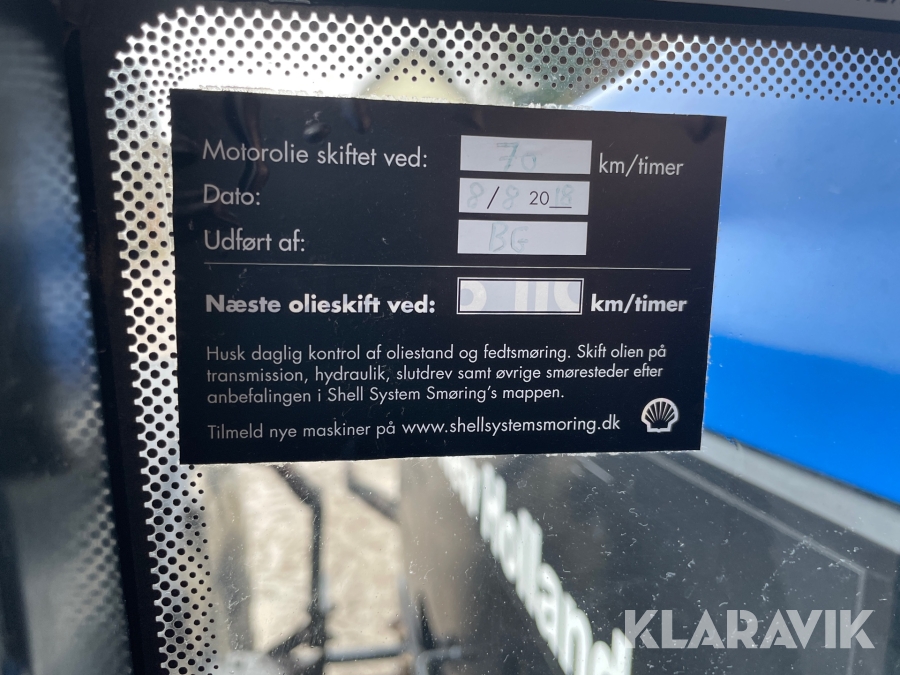 Motorolie skiftet ved: 70 km/timer
Dato: 8/8 2018
Udført af: BG
Næste olieskift ved: km/timer
Husk daglig kontrol af oliestand og fedtsmøring. Skift olien på
transmission, hydraulik, slutdrev samt øvrige smøresteder efter
anbefalingen i Shell System Smøring's mappen.
Tilmeld nye maskiner på www.shellsystemsmoring.dk
Holland
KLARAVIK